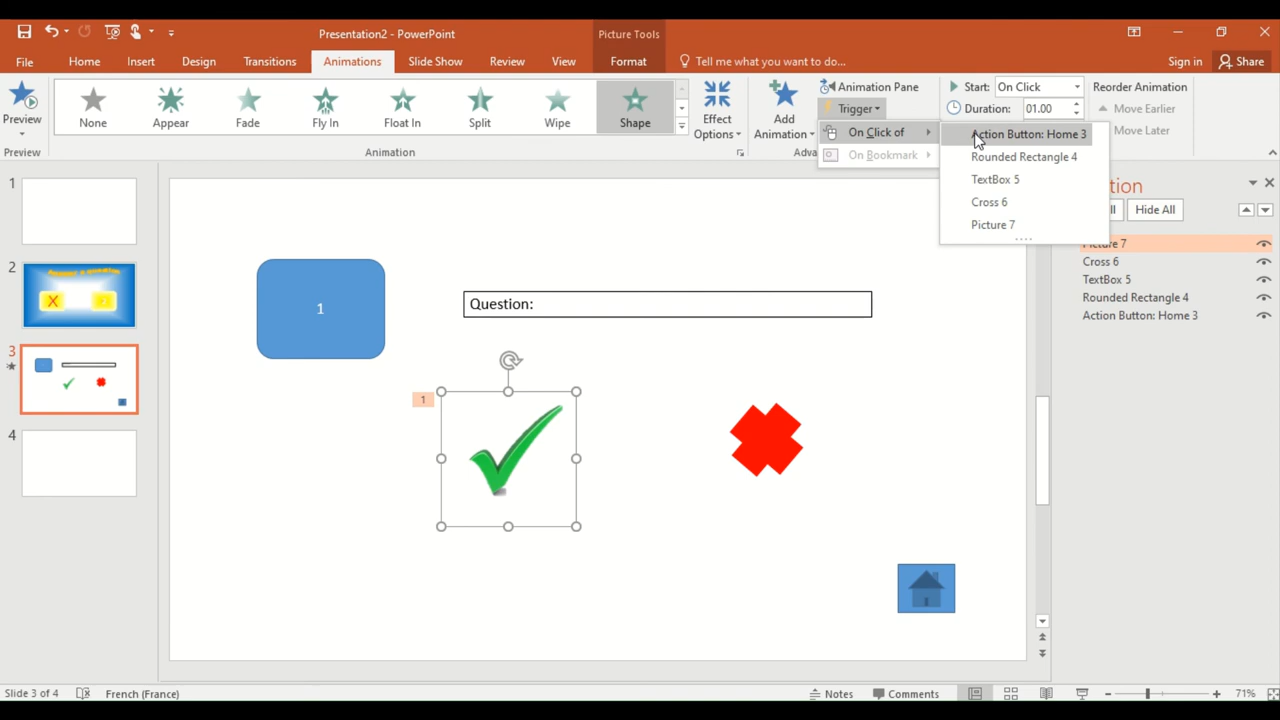 Presentation2 - PowerPoint
Picture Tools
File
Home
Insert
Design
Transitions
Animations
Slide Show
Review
View
Format
Tell me what you want to do...
Sign in
Share
Preview
None
Appear
Fade
Fly In
Float In
Split
Wipe
Shape
Effect
Options
Add
Animation
Animation Pane
Trigger
Start: On Click
Duration: 01.00
Reorder Animation
Move Earlier
Move Later
Preview
Animation
Adva
On Click of
On Bookmark
Action Button: Home 3
Rounded Rectangle 4
TextBox 5
Cross 6
Picture 7
tion
ll
Hide All
Picture 7
Cross 6
TextBox 5
Rounded Rectangle 4
Action Button: Home 3
1
2
3
4
1
Question:
1
Slide 3 of 4
French (France)
Notes
Comments
71%